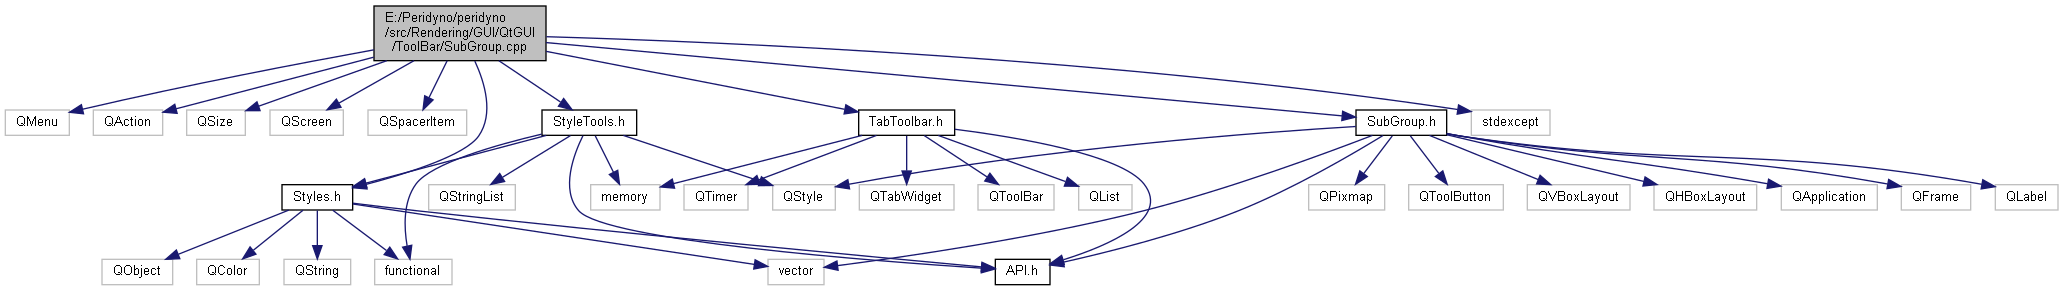 E:/Peridyno/peridyno
/src/Rendering/GUI/QtGUI
/ToolBar/SubGroup.cpp
QMenu
QAction
QSize
QScreen
QSpacerItem
StyleTools.h
TabToolbar.h
SubGroup.h
stdexcept
Styles.h
QStringList
memory
QTimer
QStyle
QTabWidget
QToolBar
QList
QPixmap
QToolButton
QVBoxLayout
QHBoxLayout
QApplication
QFrame
QLabel
QObject
QColor
QString
functional
vector
API.h